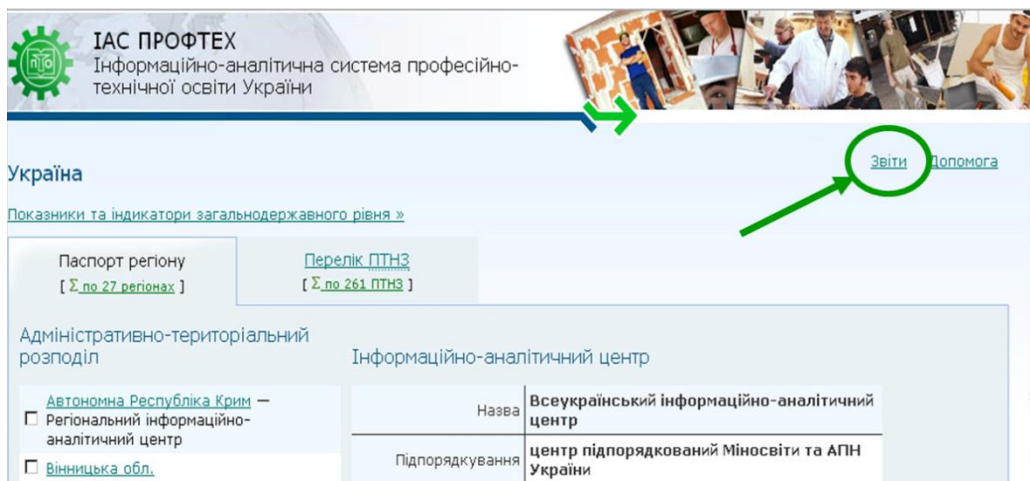 ІАС ПРОФТЕХ
Інформаційно-аналітична система професійно-
технічної освіти України
Звіти Допомога
Україна
Показники та індикатори загальнодержавного рівня »
Паспорт регіону
[ Σ по 27 регіонах ]
Перелік ПТНЗ
[ Σ по 261 ПТНЗ ]
Адміністративно-територіальний
розподіл
Автономна Республіка Крим —
Регіональний інформаційно-
аналітичний центр
Вінницька обл.
Інформаційно-аналітичний центр
Назва Всеукраїнський інформаційно-аналітичний
центр
Підпорядкування центр підпорядкований Міносвіти та АПН
України